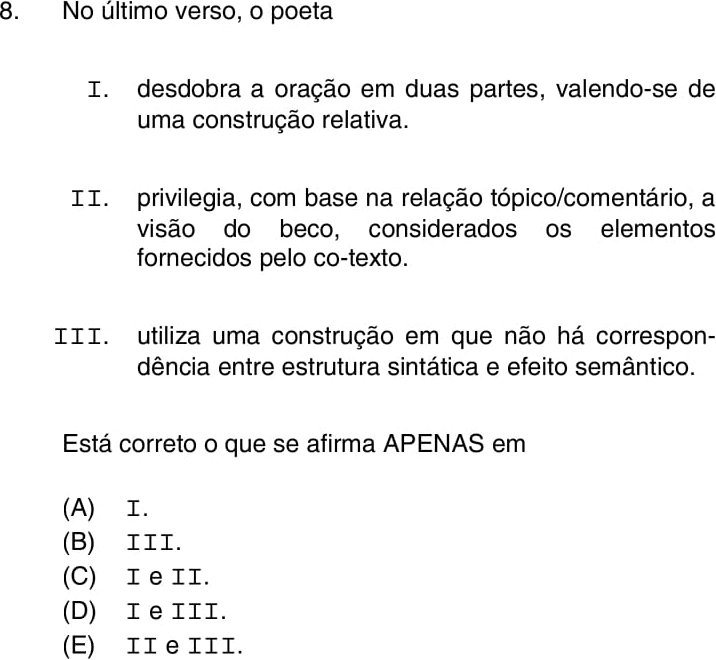 8. No último verso, o poeta
I. desdobra a oração em duas partes, valendo-se de
uma construção relativa.
II. privilegia, com base na relação tópico/comentário, a
visão do beco, considerados os elementos
fornecidos pelo co-texto.
III. utiliza uma construção em que não há correspon-
dência entre estrutura sintática e efeito semântico.
Está correto o que se afirma APENAS em
(A) I.
(B) III.
(C) I e II.
(D) I e III.
(E) II e III.